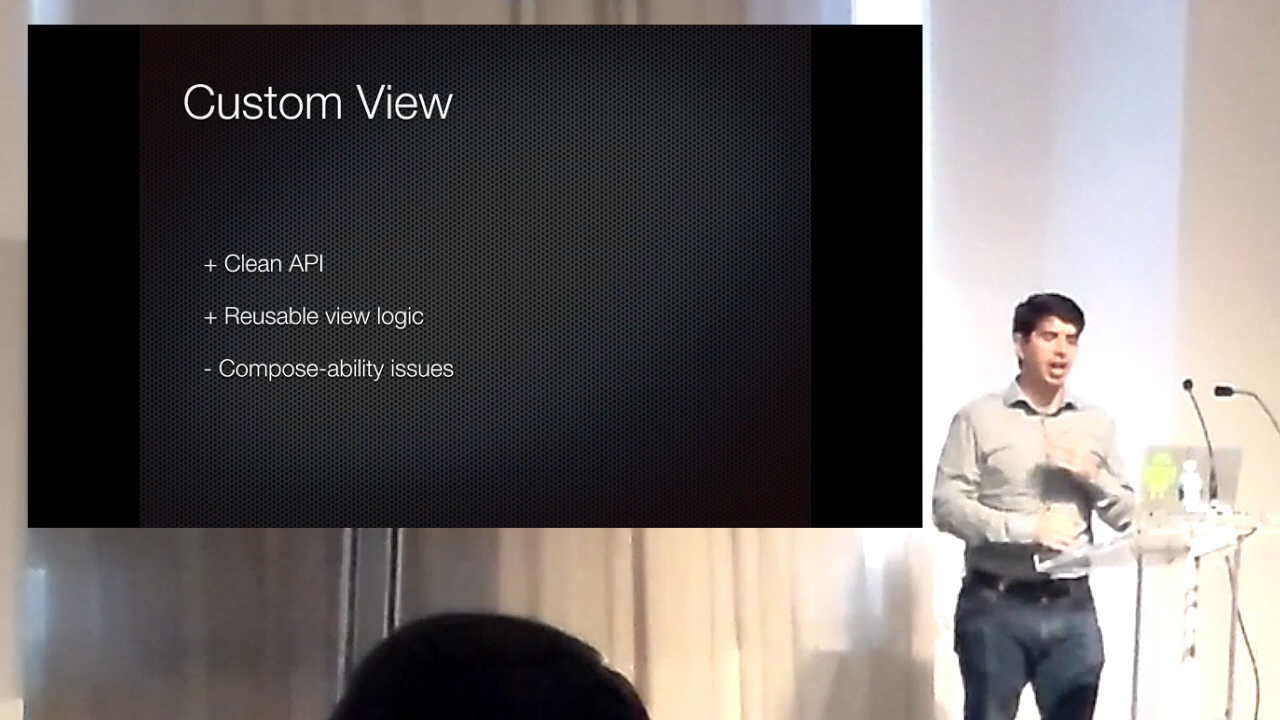 Custom View
+ Clean API
+ Reusable view logic
- Compose-ability issues